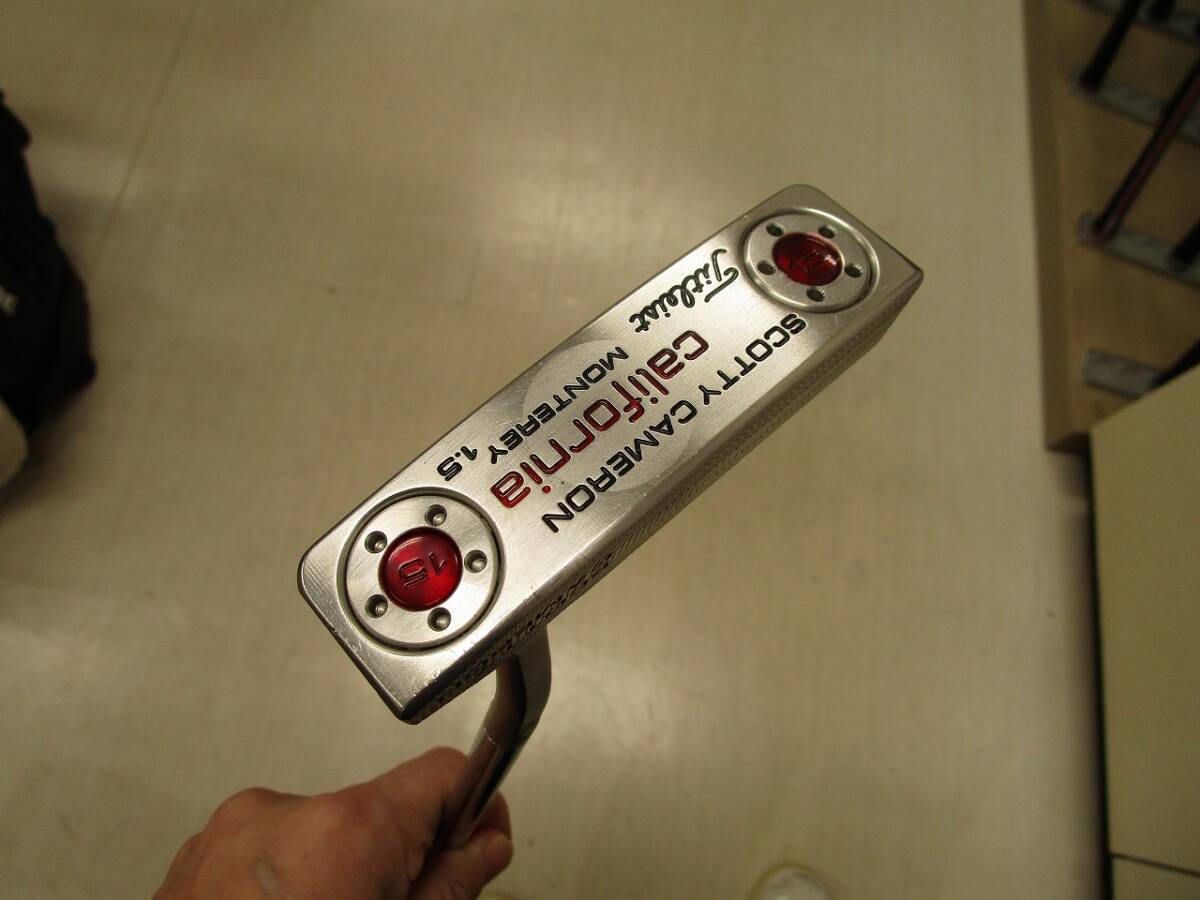 Titleist
SCOTTY CAMERON
california
MONTEREY 1.5
15